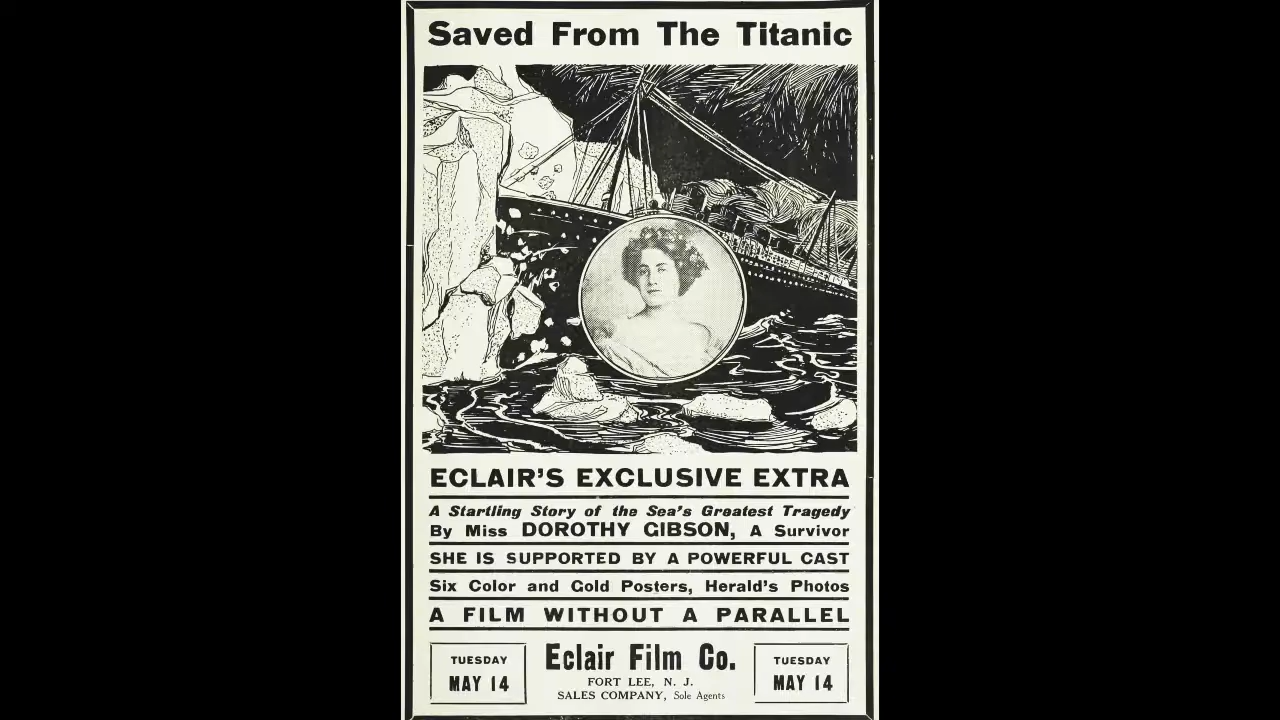 Saved From The Titanic
ECLAIR'S EXCLUSIVE EXTRA
A Startling Story of the Sea's Greatest Tragedy
By Miss DOROTHY GIBSON, A Survivor
SHE IS SUPPORTED BY A POWERFUL CAST
Six Color and Gold Posters, Herald's Photos
A FILM WITHOUT A PARALLEL
TUESDAY
MAY 14
Eclair Film Co.
FORT LEE, N. J.
SALES COMPANY, Sole Agents
TUESDAY
MAY 14